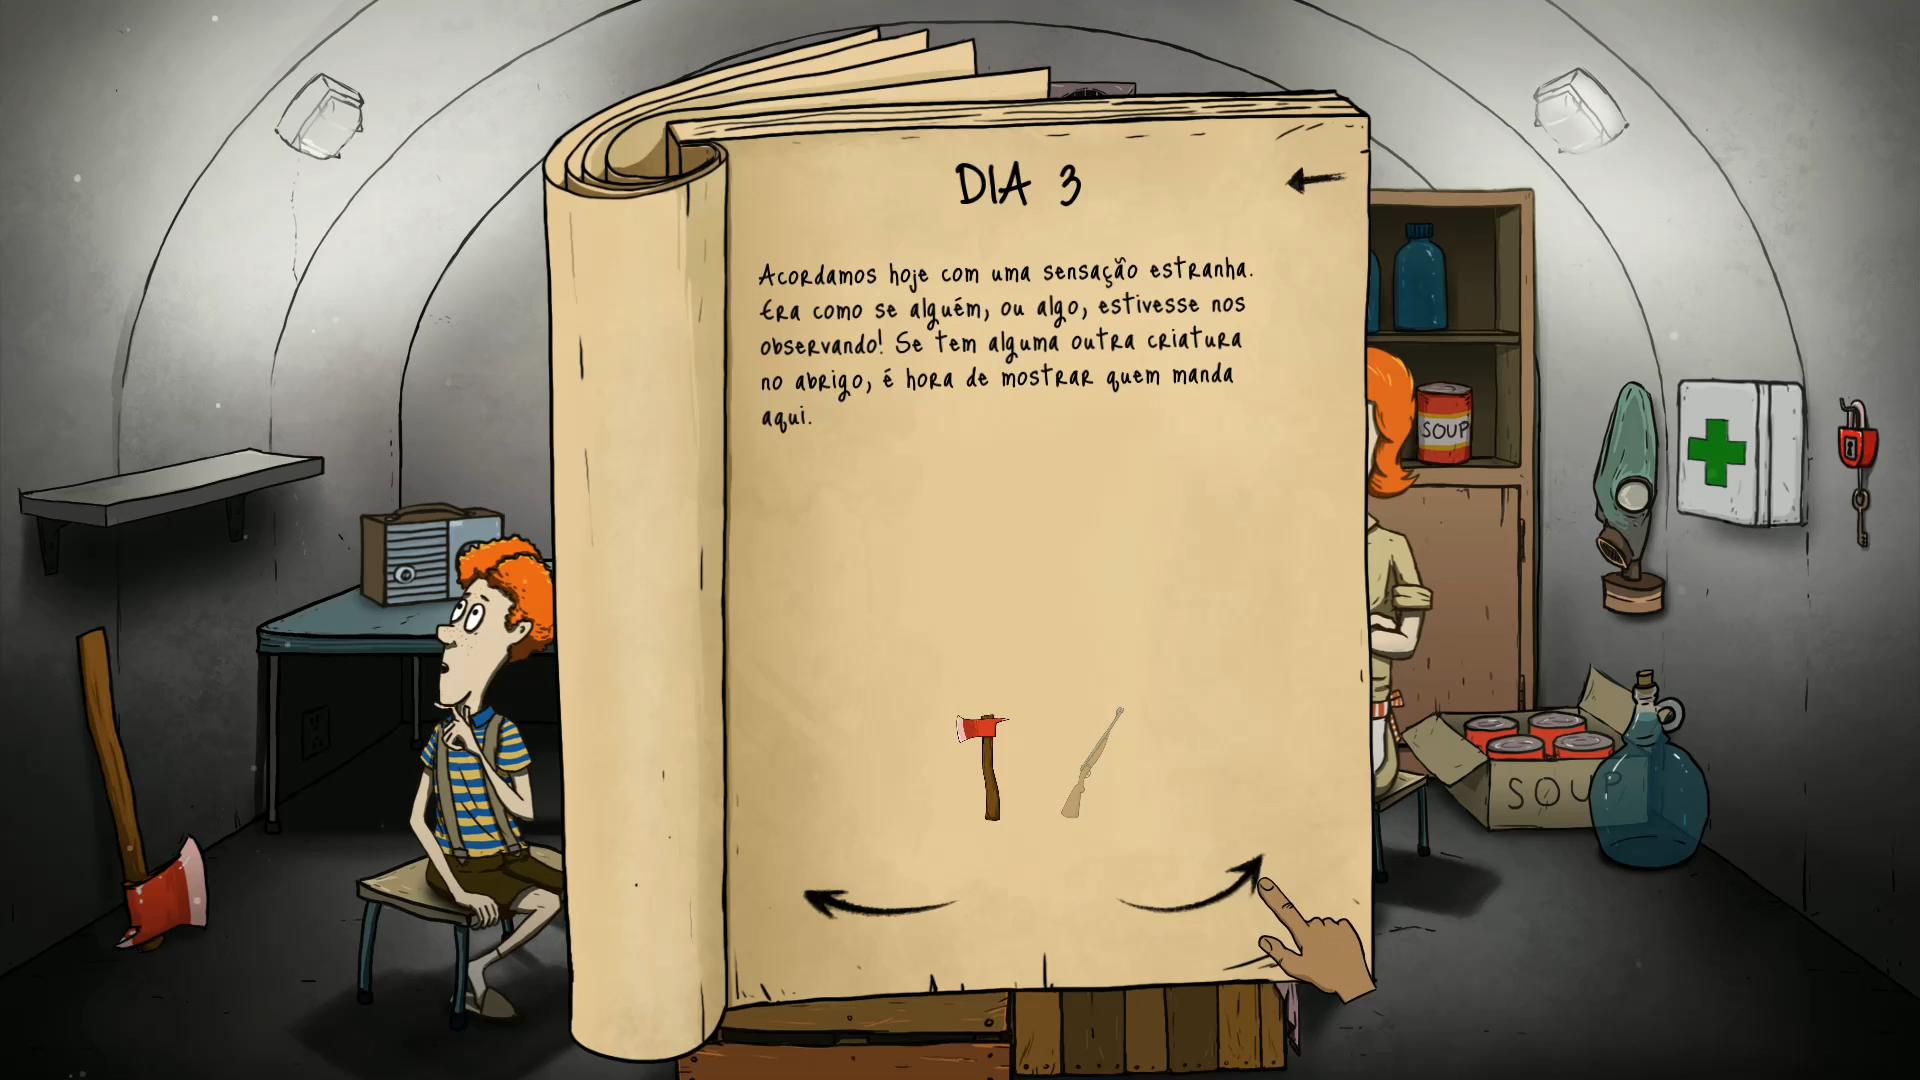 DIA 3
Acordamos hoje com uma sensação estranha.
Era como se alguém, ou algo, estivesse nos
observando! Se tem alguma outra criatura
no abrigo, é hora de mostrar quem manda
aqui.
SOUP
SOU